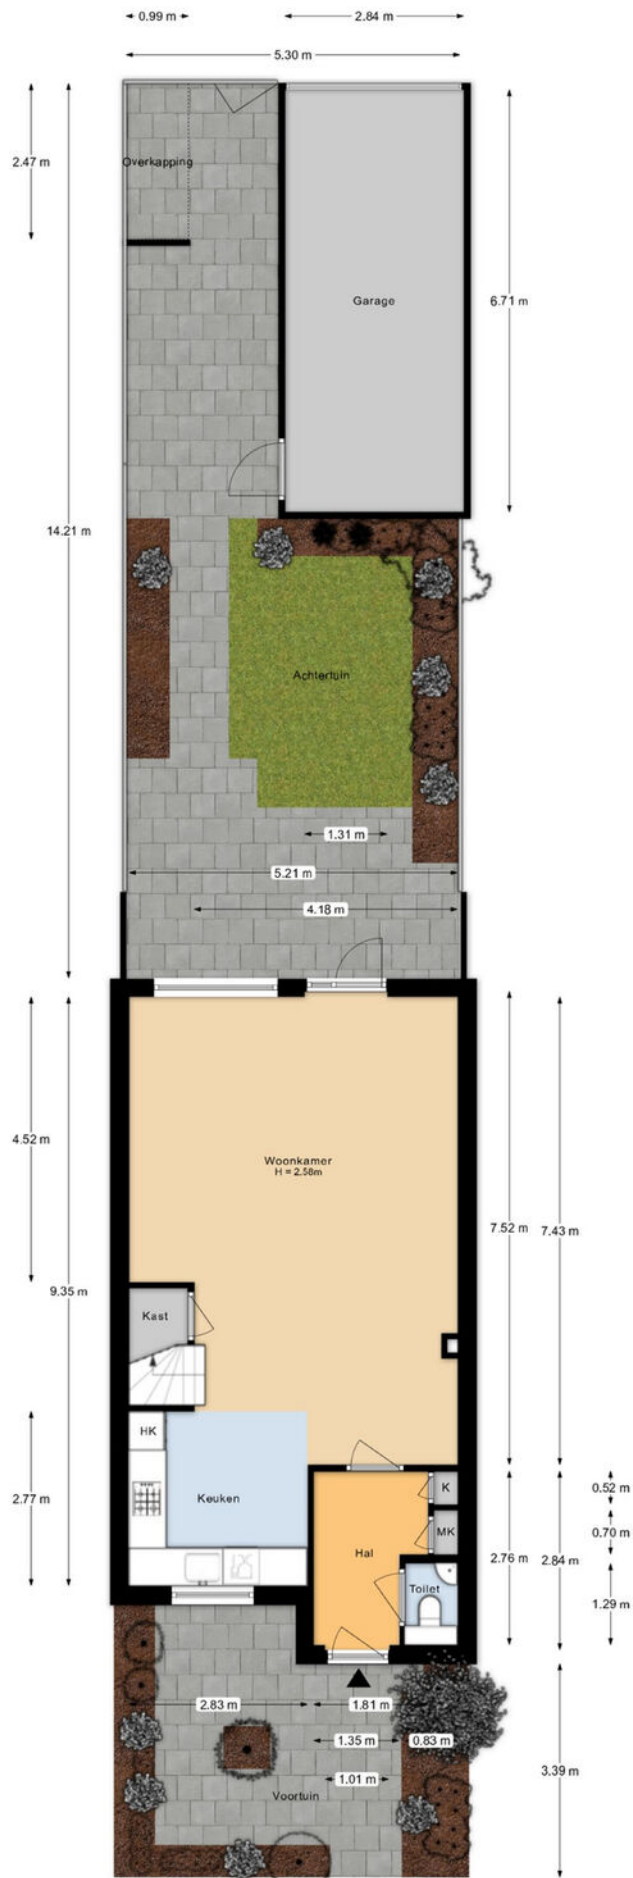 0.99 m
2.84 m
5.30 m
2.47 m
Overkapping
Garage
6.71 m
14.21 m
Achtertuin
1.31 m
5.21 m
4.18 m
4.52 m
Woonkamer
H = 2.58m
7.52 m
7.43 m
9.35 m
Kast
HK
2.77 m
Keuken
K
0.52 m
MK
0.70 m
Hal
2.76 m
2.84 m
Toilet
1.29 m
2.83 m
1.81 m
1.35 m
0.83 m
1.01 m
3.39 m
Voortuin